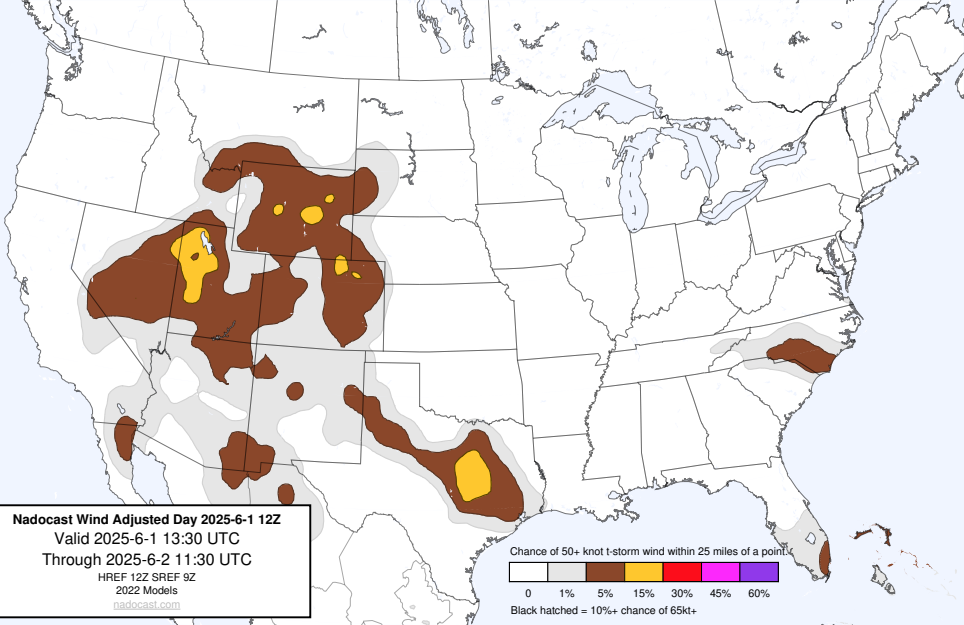 Nadocast Wind Adjusted Day 2025-6-1 12Z
Valid 2025-6-1 13:30 UTC
Through 2025-6-2 11:30 UTC
HREF 12Z SREF 9Z
2022 Models
nadocast.com
Chance of 50+ knot t-storm wind within 25 miles of a point.
0 1% 5% 15% 30% 45% 60%
Black hatched = 10%+ chance of 65kt+